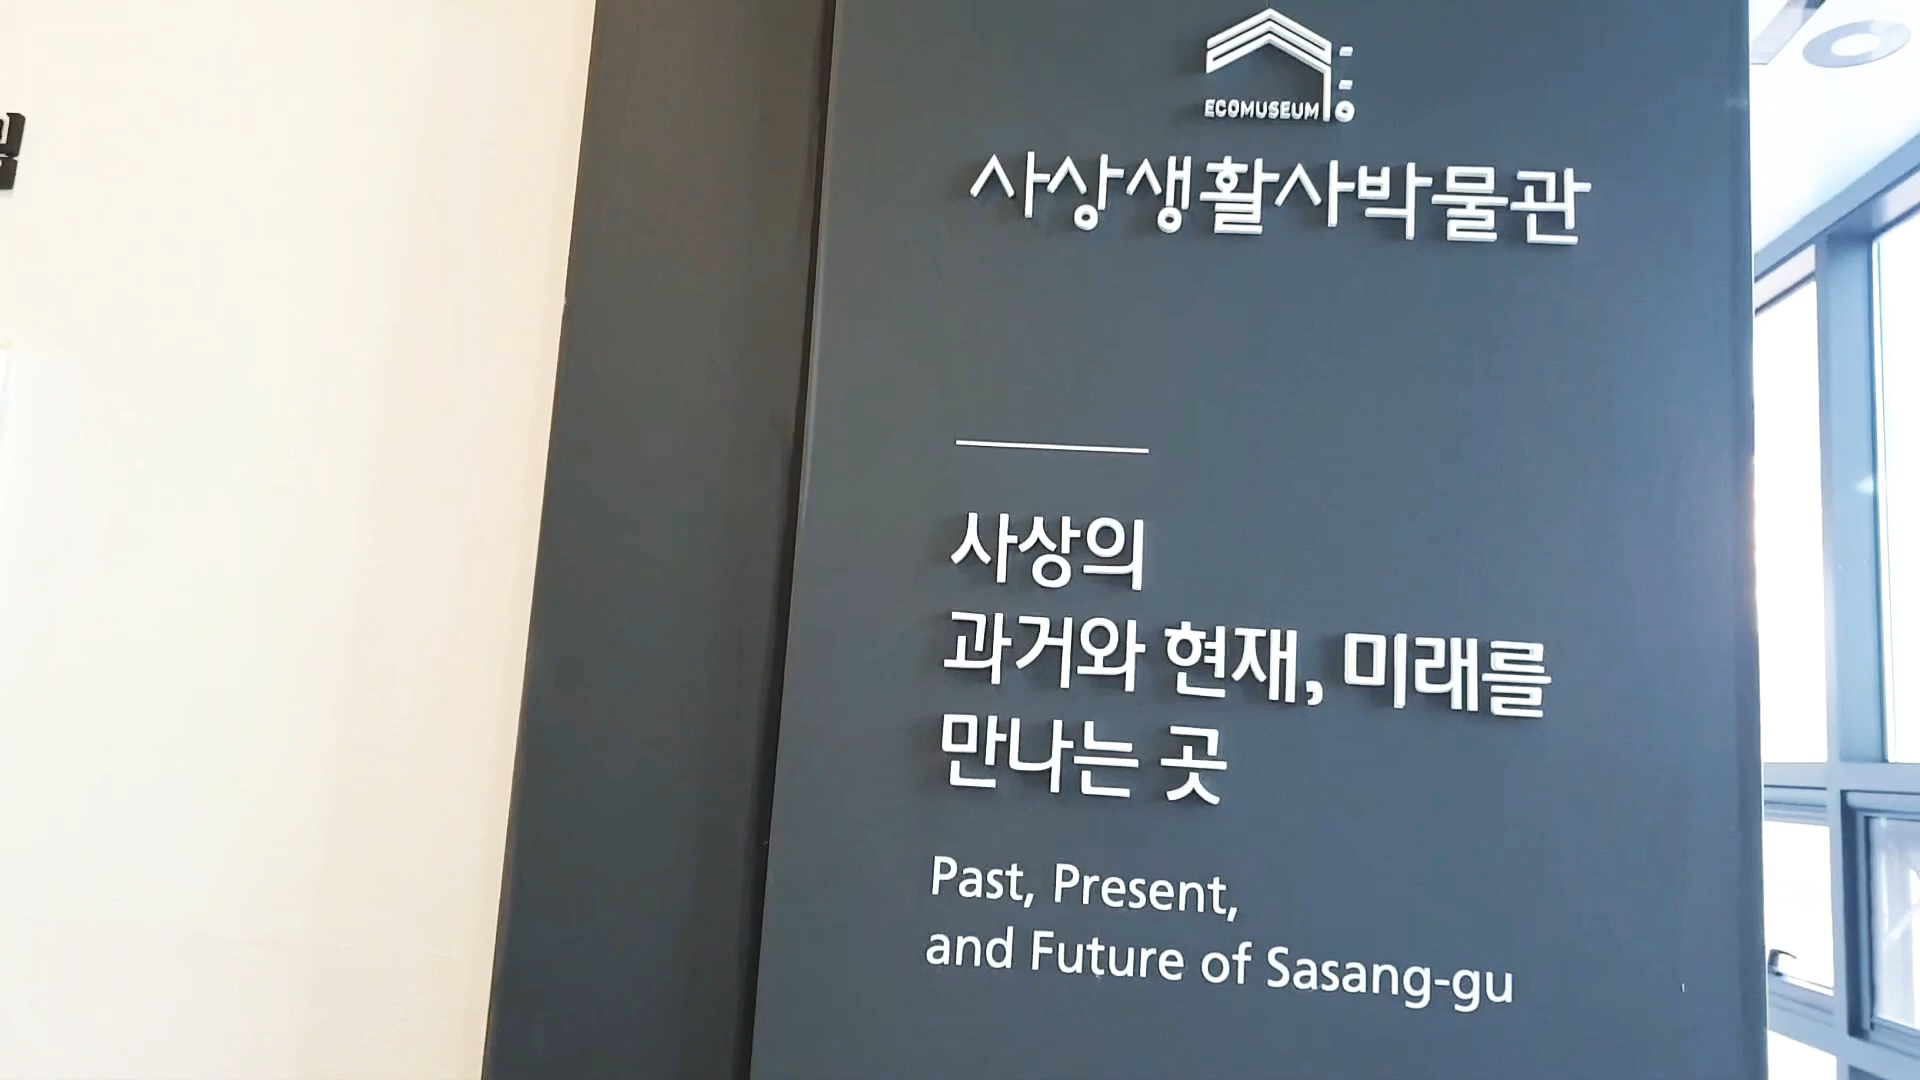 ECOMUSEUM
사상생활사박물관
사상의
과거와 현재, 미래를
만나는 곳
Past, Present,
and Future of Sasang-gu